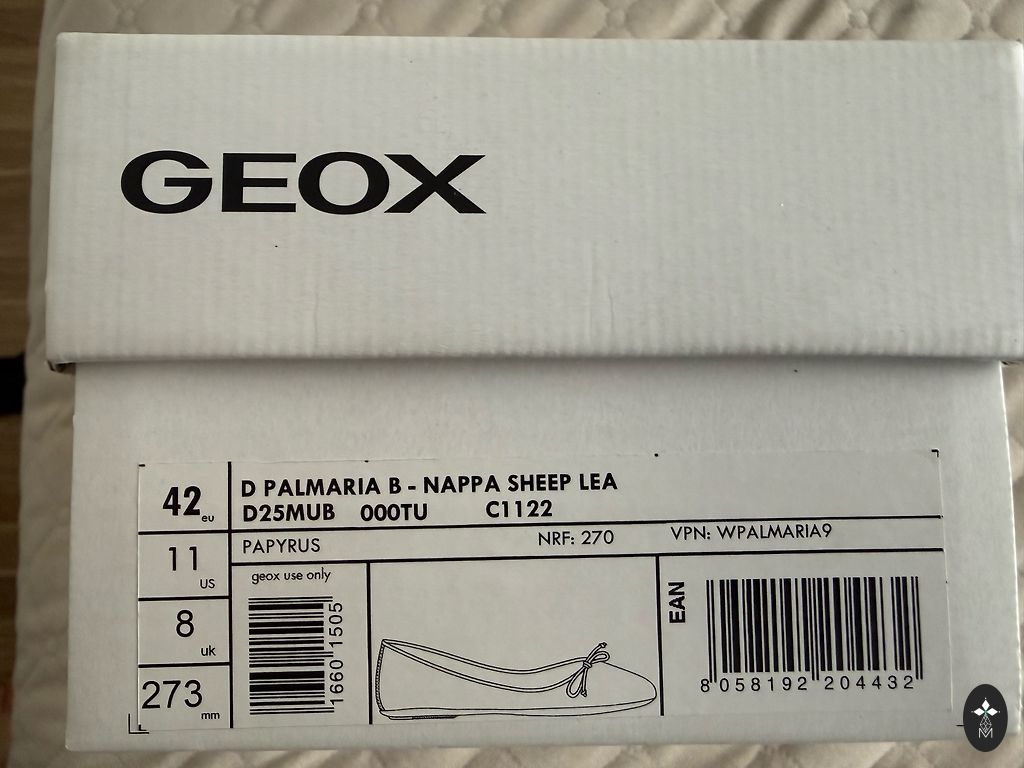 GEOX
42 eu
D PALMARIA B - NAPPA SHEEP LEA
D25MUB 000TU C1122
11 US
PAPYRUS NRF: 270 VPN: WPALMARIA9
geox use only
8 uk
273 mm
1660 1505
EAN
8 058192 204432
M